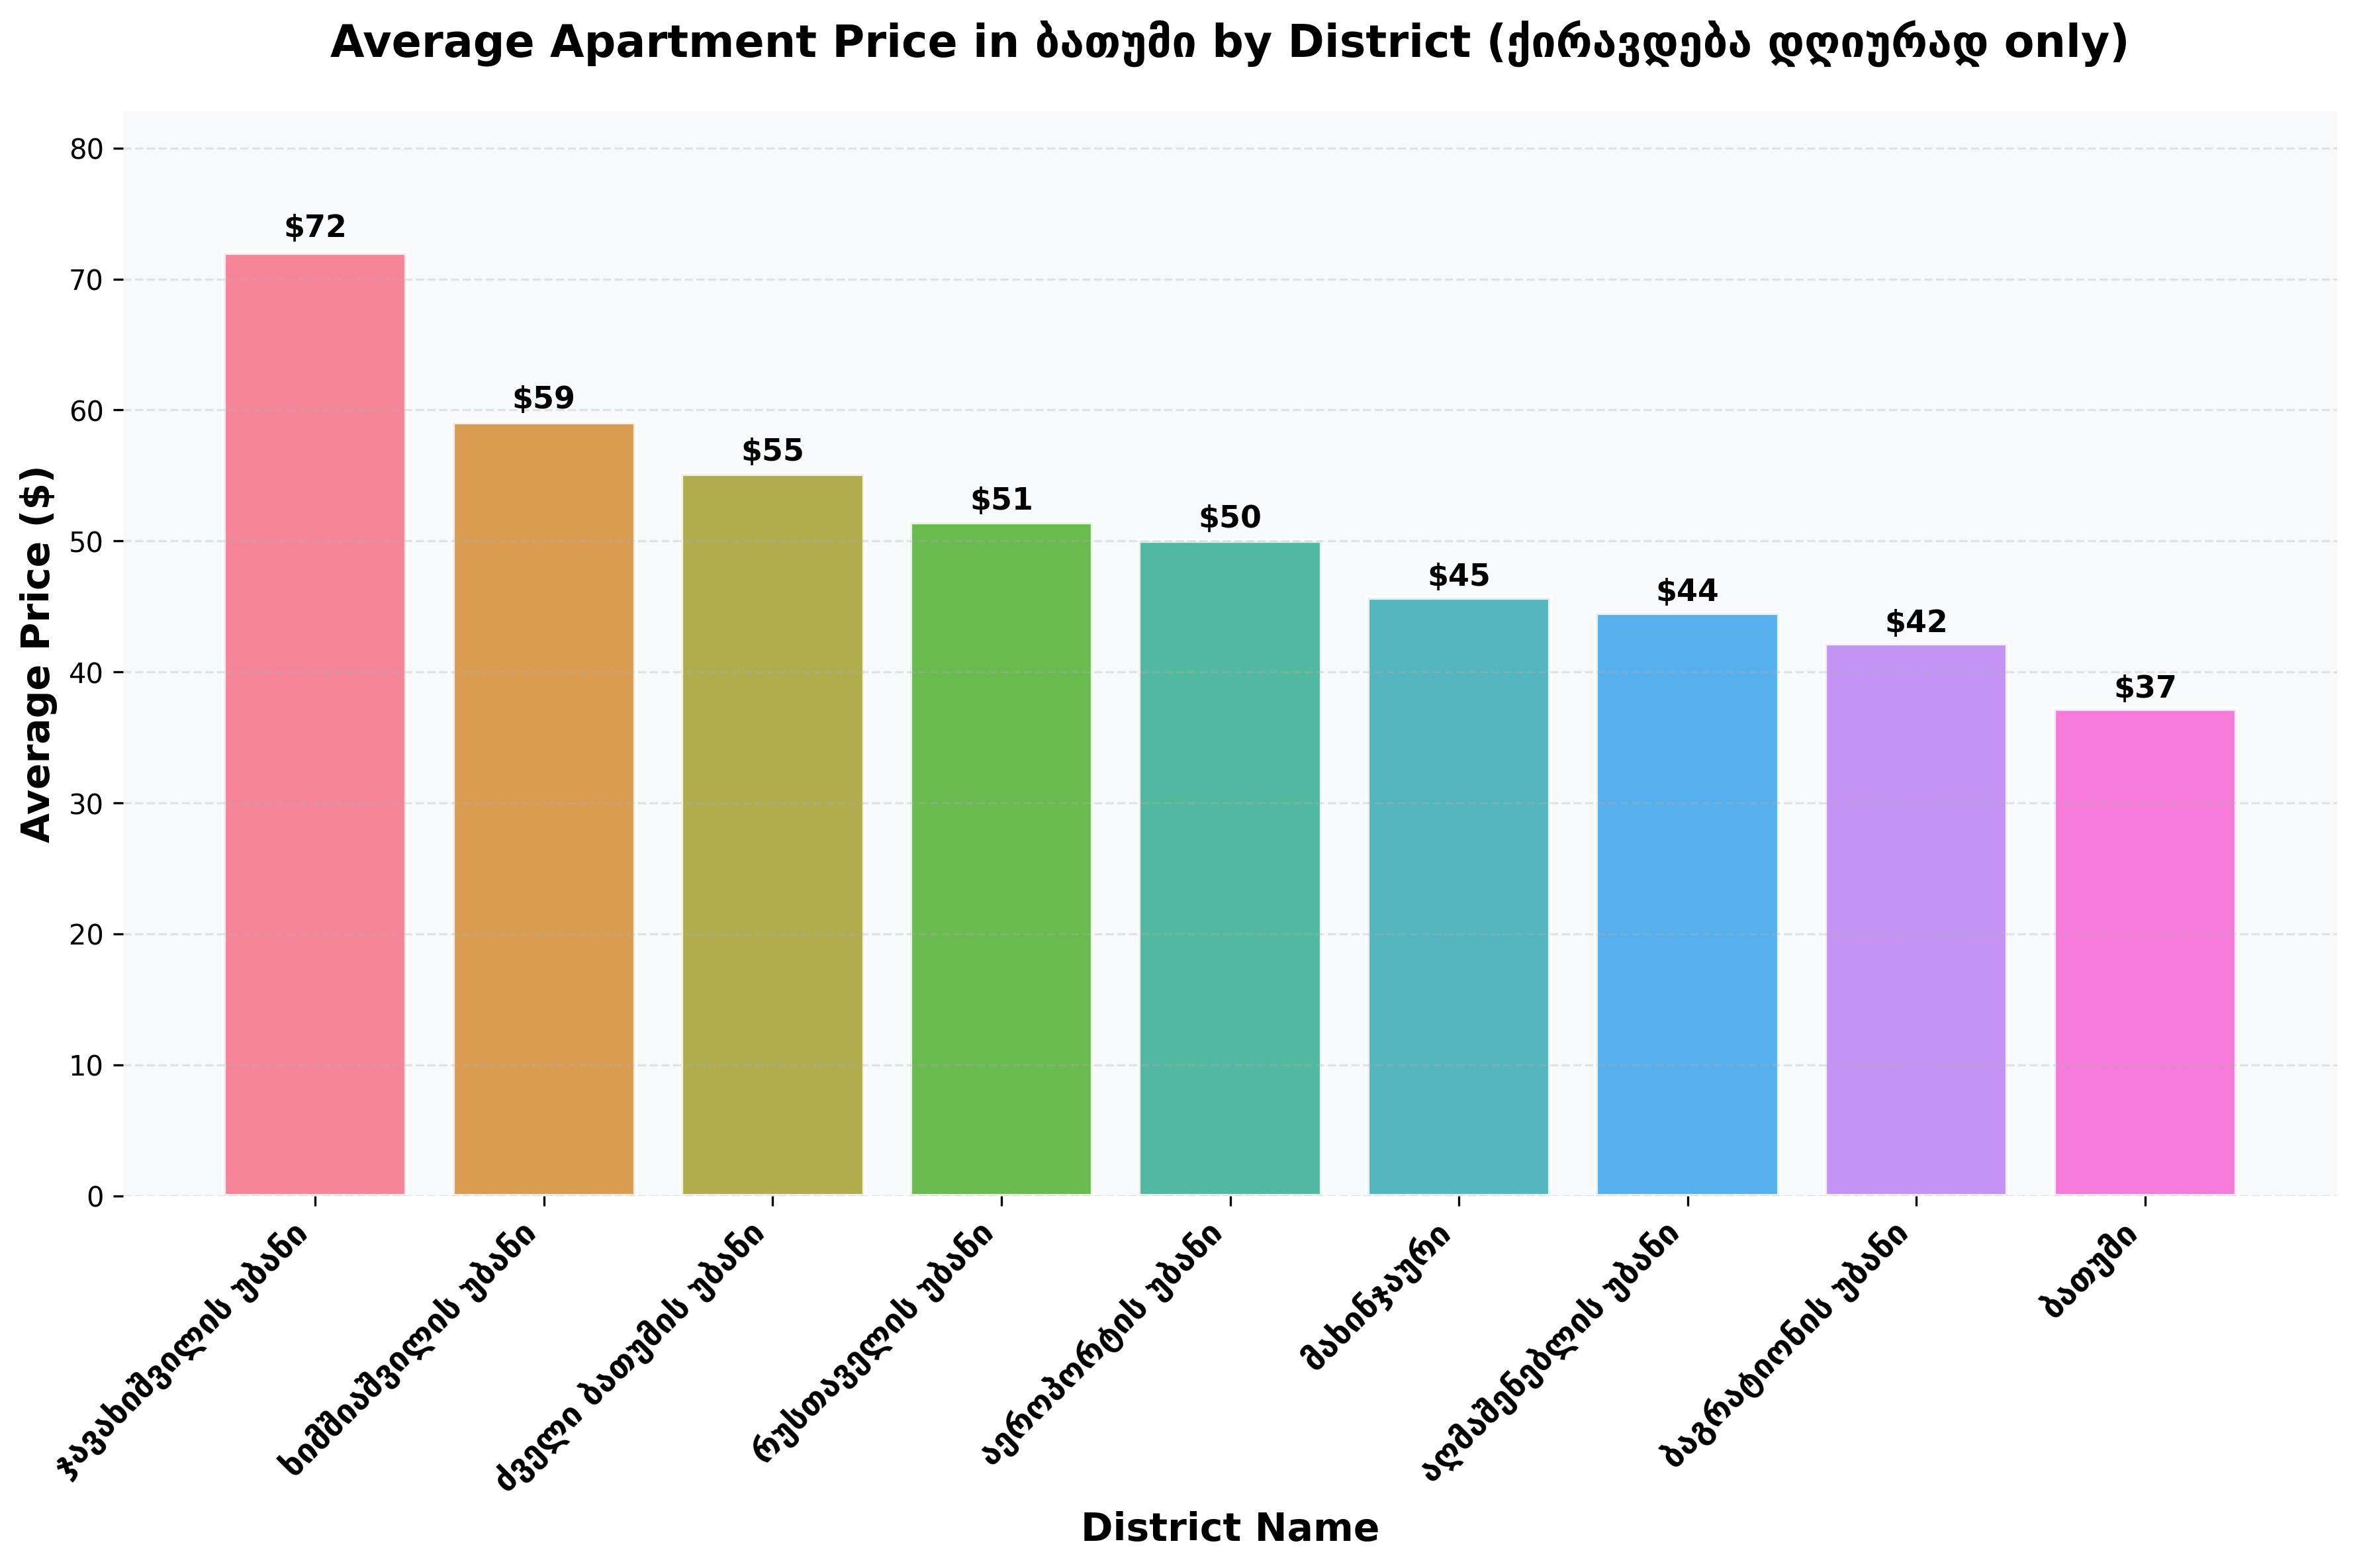 Average Apartment Price in ბათუმი by District (ქირავდება დღიურად only)
Average Price ($)
80
70
60
50
40
30
20
10
0
$72
$59
$55
$51
$50
$45
$44
$42
$37
ჯავახიშვილის უბანი
ხიმშიაშვილის უბანი
ძველი ბათუმის უბანი
რუსთაველის უბანი
აეროპორტის უბანი
მახინჯაური
აღმაშენებლის უბანი
ბაგრატიონის უბანი
ბათუმი
District Name